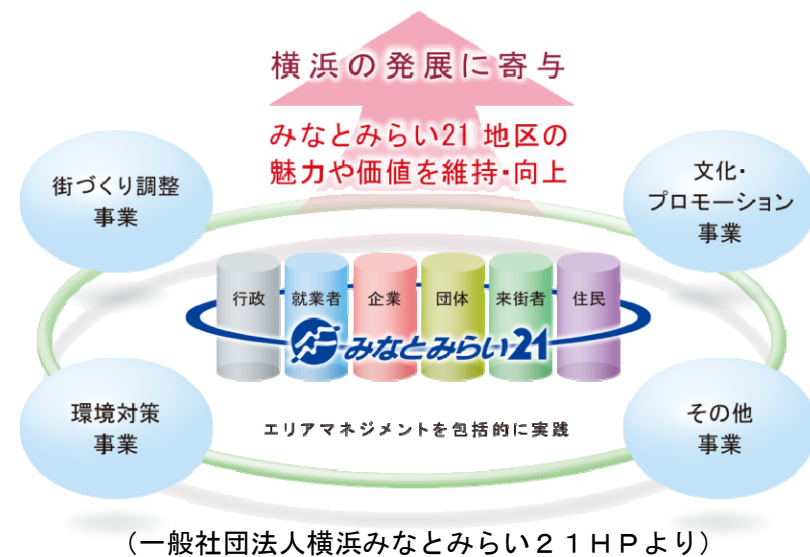 横浜の発展に寄与
みなとみらい21 地区の
魅力や価値を維持・向上
街づくり調整
事業
文化・
プロモーション
事業
行政 就業者 企業 団体 来街者 住民
みなとみらい21
環境対策
事業
エリアマネジメントを包括的に実践
その他
事業
（一般社団法人横浜みなとみらい２１ＨＰより）